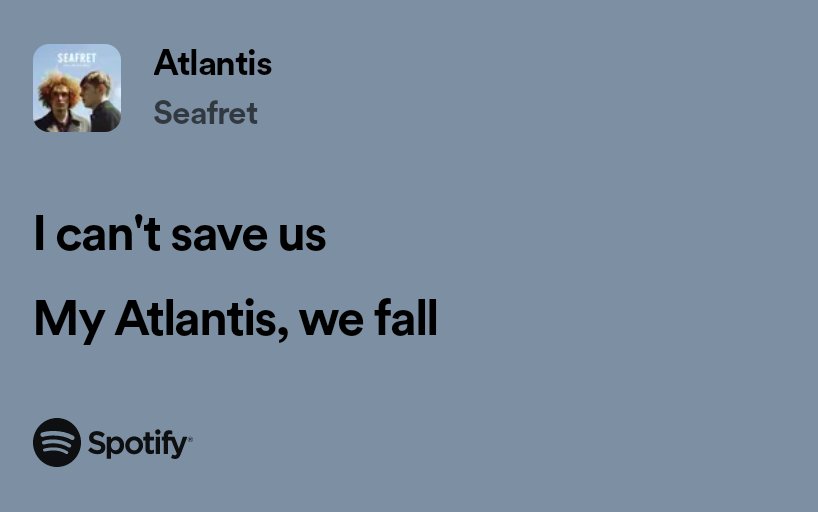 SEAFRET
Atlantis
Seafret
I can't save us
My Atlantis, we fall
Spotify®